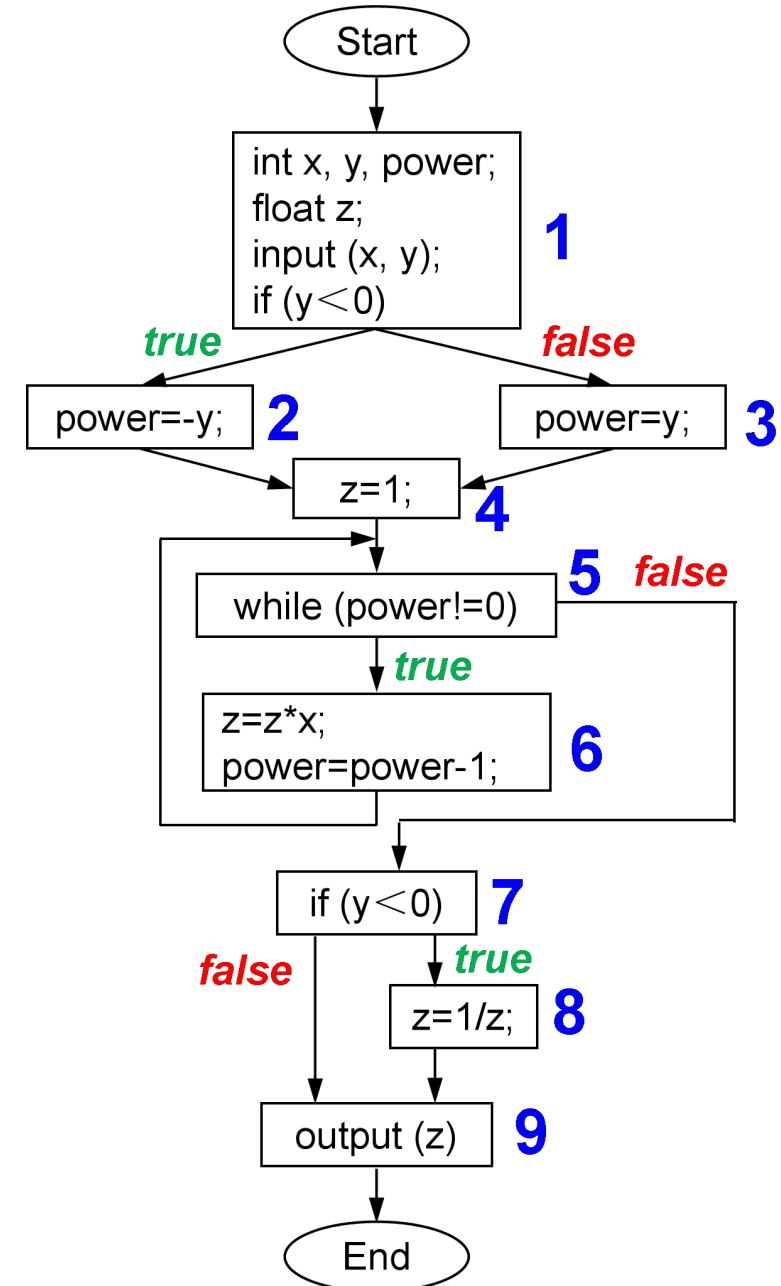 Start
int x, y, power;
float z;
input (x, y);
if (y<0)
1
true
false
power=-y;
2
power=y;
3
z=1;
4
while (power!=0)
5
false
true
z=z*x;
power=power-1;
6
if (y<0)
7
false
true
z=1/z;
8
output (z)
9
End